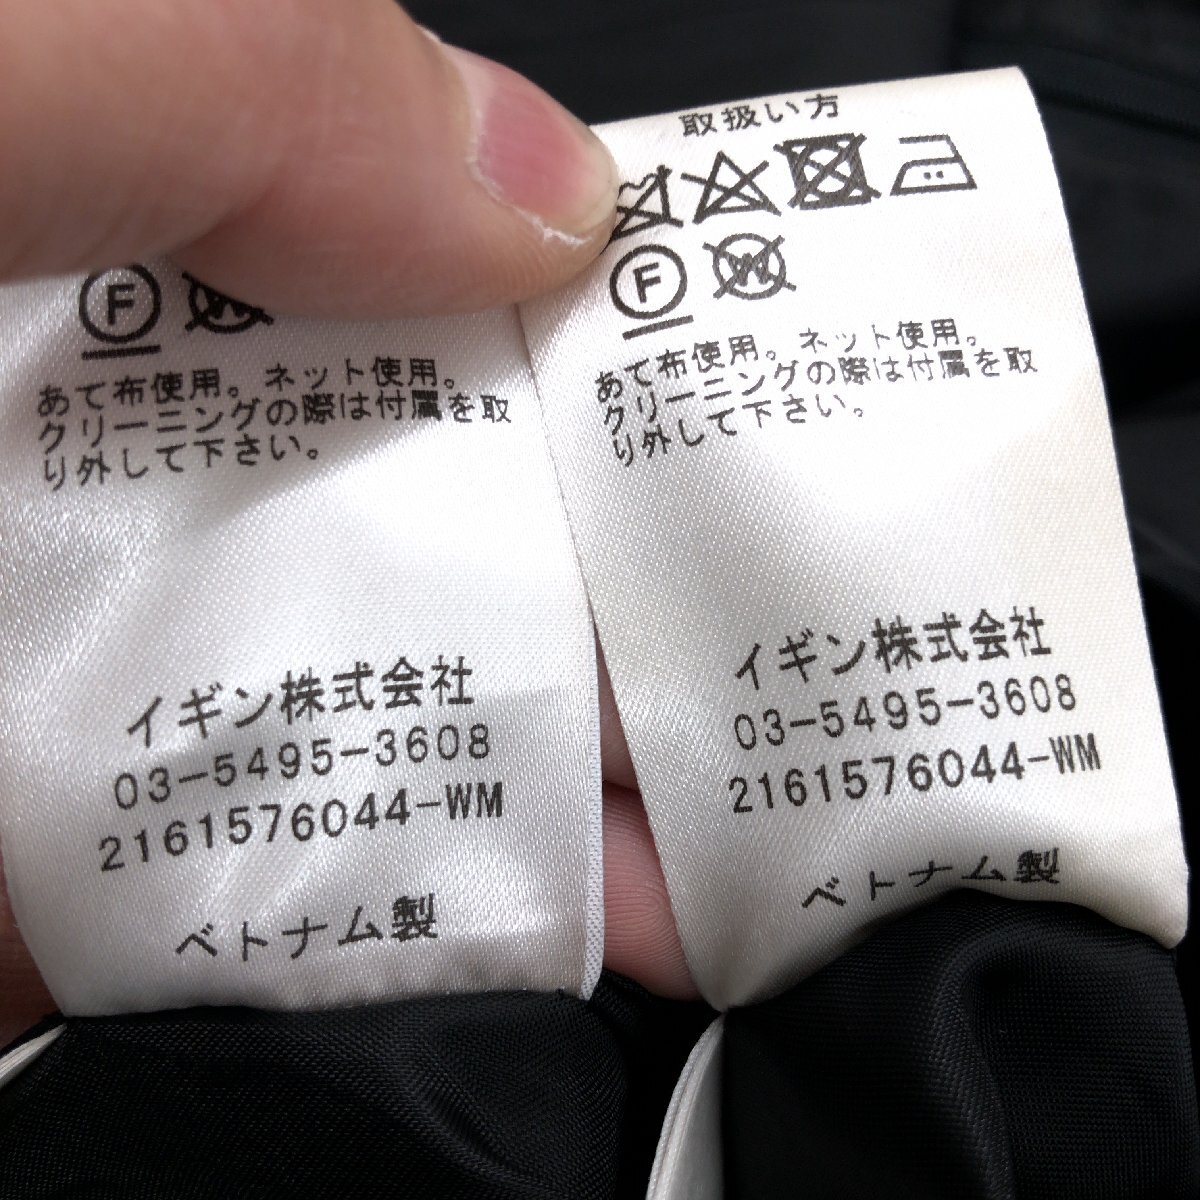 F
W
あて布使用。ネット使用。
クリーニングの際は付属を取
り外して下さい。
イギン株式会社
03-5495-3608
2161576044-WM
ベトナム製
取扱い方
F
W
あて布使用。ネット使用。
クリーニングの際は付属を取
り外して下さい。
イギン株式会社
03-5495-3608
2161576044-WM
ベトナム製